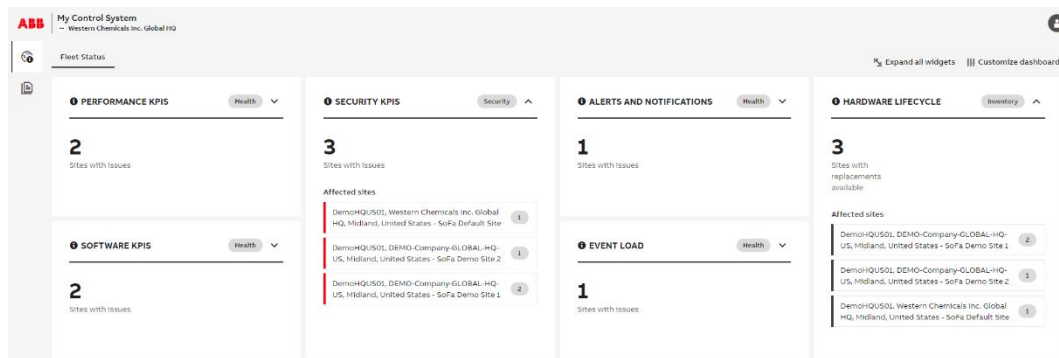 ABB
My Control System
— Western Chemicals Inc. Global HQ
Fleet Status
Expand all widgets
Customize dashboard
PERFORMANCE KPIS
Health
2
Sites with issues
SECURITY KPIS
Security
3
Sites with issues
Affected sites
DemoHQUS01, Western Chemicals Inc. Global
HQ, Midland, United States - SoFa Default Site
1
DemoHQUS01, DEMO-Company-GLOBAL-HQ-
US, Midland, United States - SoFa Demo Site 2
1
DemoHQUS01, DEMO-Company-GLOBAL-HQ-
US, Midland, United States - SoFa Demo Site 1
2
ALERTS AND NOTIFICATIONS
Health
1
Sites with issues
HARDWARE LIFECYCLE
Inventory
3
Sites with
replacements
available
Affected sites
DemoHQUS01, DEMO-Company-GLOBAL-HQ-
US, Midland, United States - SoFa Demo Site 1
2
DemoHQUS01, DEMO-Company-GLOBAL-HQ-
US, Midland, United States - SoFa Demo Site 2
1
DemoHQUS01, Western Chemicals Inc. Global
HQ, Midland, United States - SoFa Default Site
1
SOFTWARE KPIS
Health
2
Sites with issues
EVENT LOAD
Health
1
Sites with issues